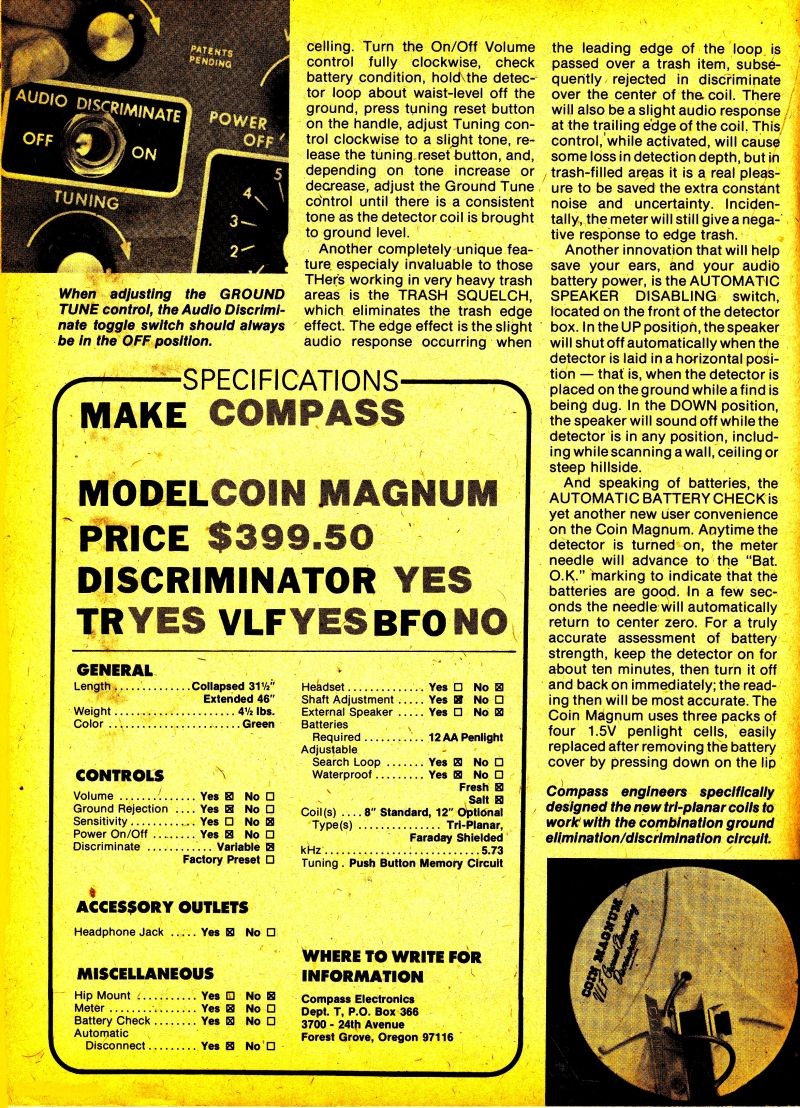 PATENTS
PENDING
AUDIO DISCRIMINATE
OFF
ON
POWER
OFF
TUNING
5
4
3
2
When adjusting the GROUND
TUNE control, the Audio Discrimi-
nate toggle switch should always
be in the OFF position.
celling. Turn the On/Off Volume
control fully clockwise, check
battery condition, hold the detec-
tor loop about waist-level off the
ground, press tuning reset button
on the handle, adjust Tuning con-
trol clockwise to a slight tone, re-
lease the tuning reset button, and,
depending on tone increase or
decrease, adjust the Ground Tune
control until there is a consistent
tone as the detector coil is brought
to ground level.
Another completely unique fea-
ture especialy invaluable to those
THers working in very heavy trash
areas is the TRASH SQUELCH,
which eliminates the trash edge
effect. The edge effect is the slight
audio response occurring when
the leading edge of the loop is
passed over a trash item, subse-
quently rejected in discriminate
over the center of the coil. There
will also be a slight audio response
at the trailing edge of the coil. This
control, while activated, will cause
some loss in detection depth, but in
trash-filled areas it is a real pleas-
ure to be saved the extra constant
noise and uncertainty. Inciden-
tally, the meter will still give a nega-
tive response to edge trash.
Another innovation that will help
save your ears, and your audio
battery power, is the AUTOMATIC
SPEAKER DISABLING switch,
located on the front of the detector
box. In the UP position, the speaker
will shut off automatically when the
detector is laid in a horizontal posi-
tion — that is, when the detector is
placed on the ground while a find is
being dug. In the DOWN position,
the speaker will sound off while the
detector is in any position, includ-
ing while scanning a wall, ceiling or
steep hillside.
And speaking of batteries, the
AUTOMATIC BATTERY CHECK is
yet another new user convenience
on the Coin Magnum. Anytime the
detector is turned on, the meter
needle will advance to the "Bat.
O.K." marking to indicate that the
batteries are good. In a few sec-
onds the needle will automatically
return to center zero. For a truly
accurate assessment of battery
strength, keep the detector on for
about ten minutes, then turn it off
and back on immediately; the read-
ing then will be most accurate. The
Coin Magnum uses three packs of
four 1.5V penlight cells, easily
replaced after removing the battery
cover by pressing down on the lip
SPECIFICATIONS
MAKE COMPASS
MODEL COIN MAGNUM
PRICE $399.50
DISCRIMINATOR YES
TR YES VLF YES BFO NO
GENERAL
Length ............. Collapsed 31½"
Extended 46"
Weight ..................... 4½ lbs.
Color ...................... Green
CONTROLS
Volume ............. Yes ☒ No ☐
Ground Rejection .... Yes ☒ No ☐
Sensitivity .......... Yes ☐ No ☒
Power On/Off ....... Yes ☒ No ☐
Discriminate ........... Variable ☒
Factory Preset ☐
ACCESSORY OUTLETS
Headphone Jack ..... Yes ☒ No ☐
MISCELLANEOUS
Hip Mount .......... Yes ☐ No ☒
Meter .............. Yes ☒ No ☐
Battery Check ....... Yes ☒ No ☐
Automatic
Disconnect ......... Yes ☒ No ☐
Headset ............. Yes ☐ No ☒
Shaft Adjustment ..... Yes ☒ No ☐
External Speaker ..... Yes ☐ No ☒
Batteries
Required ........... 12 AA Penlight
Adjustable
Search Loop ....... Yes ☒ No ☐
Waterproof ........ Yes ☒ No ☐
Fresh ☒
Salt ☒
Coil(s) .... 8" Standard, 12" Optional
Type(s) ................ Tri-Planar,
Faraday Shielded
kHz ........................ 5.73
Tuning . Push Button Memory Circuit
WHERE TO WRITE FOR
INFORMATION
Compass Electronics
Dept. T, P.O. Box 366
3700 - 24th Avenue
Forest Grove, Oregon 97116
Compass engineers specifically
designed the new tri-planar coils to
work with the combination ground
elimination/discrimination circuit.
COIN MAGNUM
VLF Ground Cancelling
Discriminator